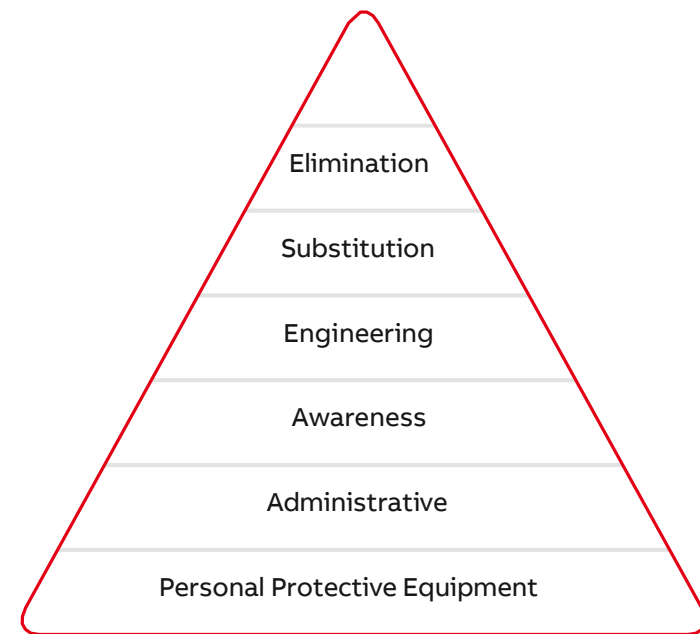 Elimination
Substitution
Engineering
Awareness
Administrative
Personal Protective Equipment